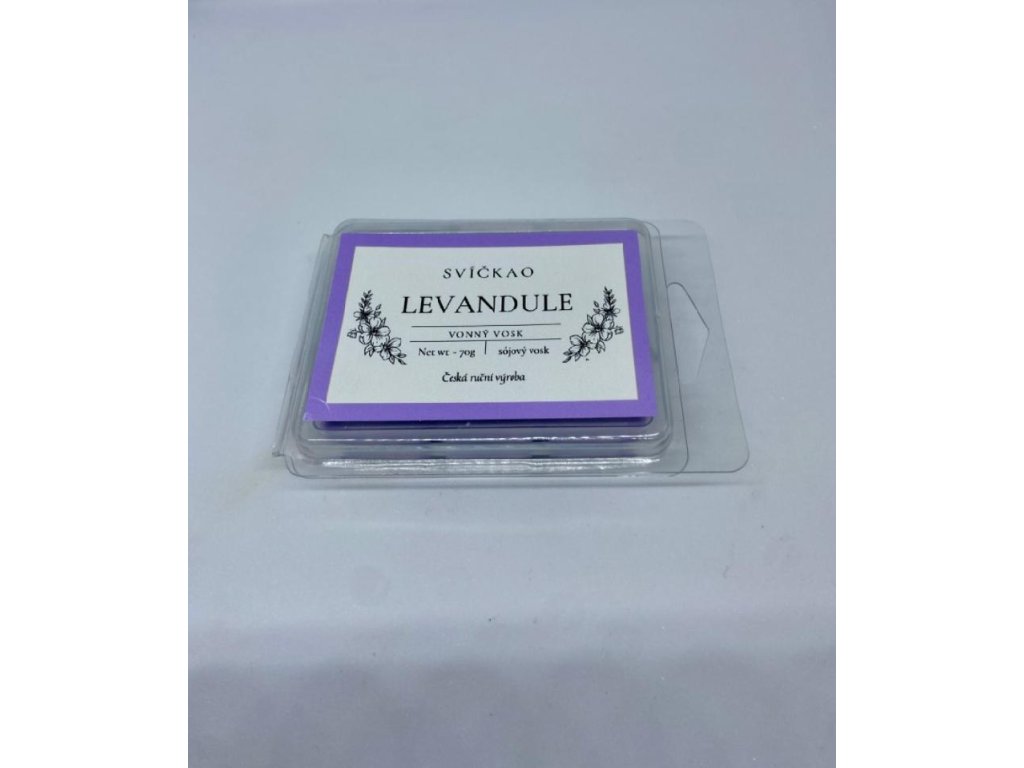 SVÍČKAO
LEVANDULE
VONNÝ VOSK
Net wt - 70g | sójový vosk
Česká ruční výroba